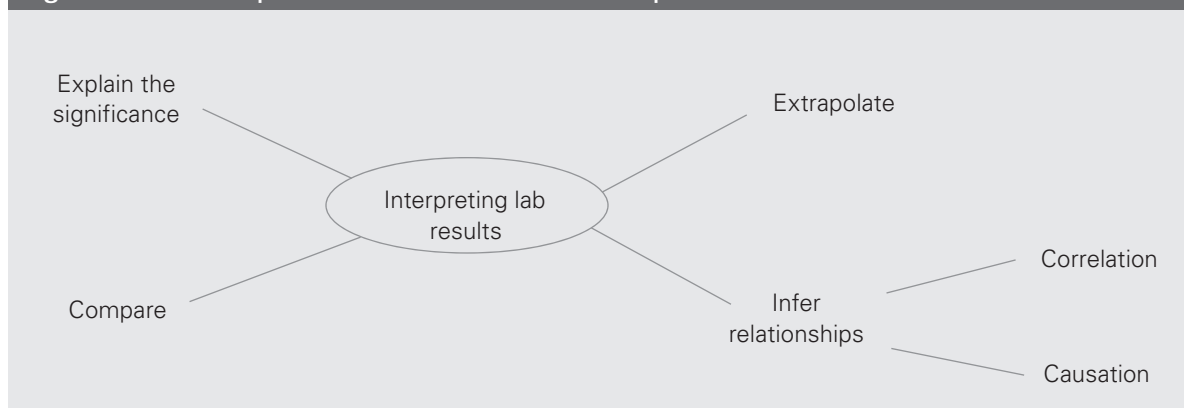 Explain the
significance
Extrapolate
Interpreting lab
results
Compare
Infer
relationships
Correlation
Causation